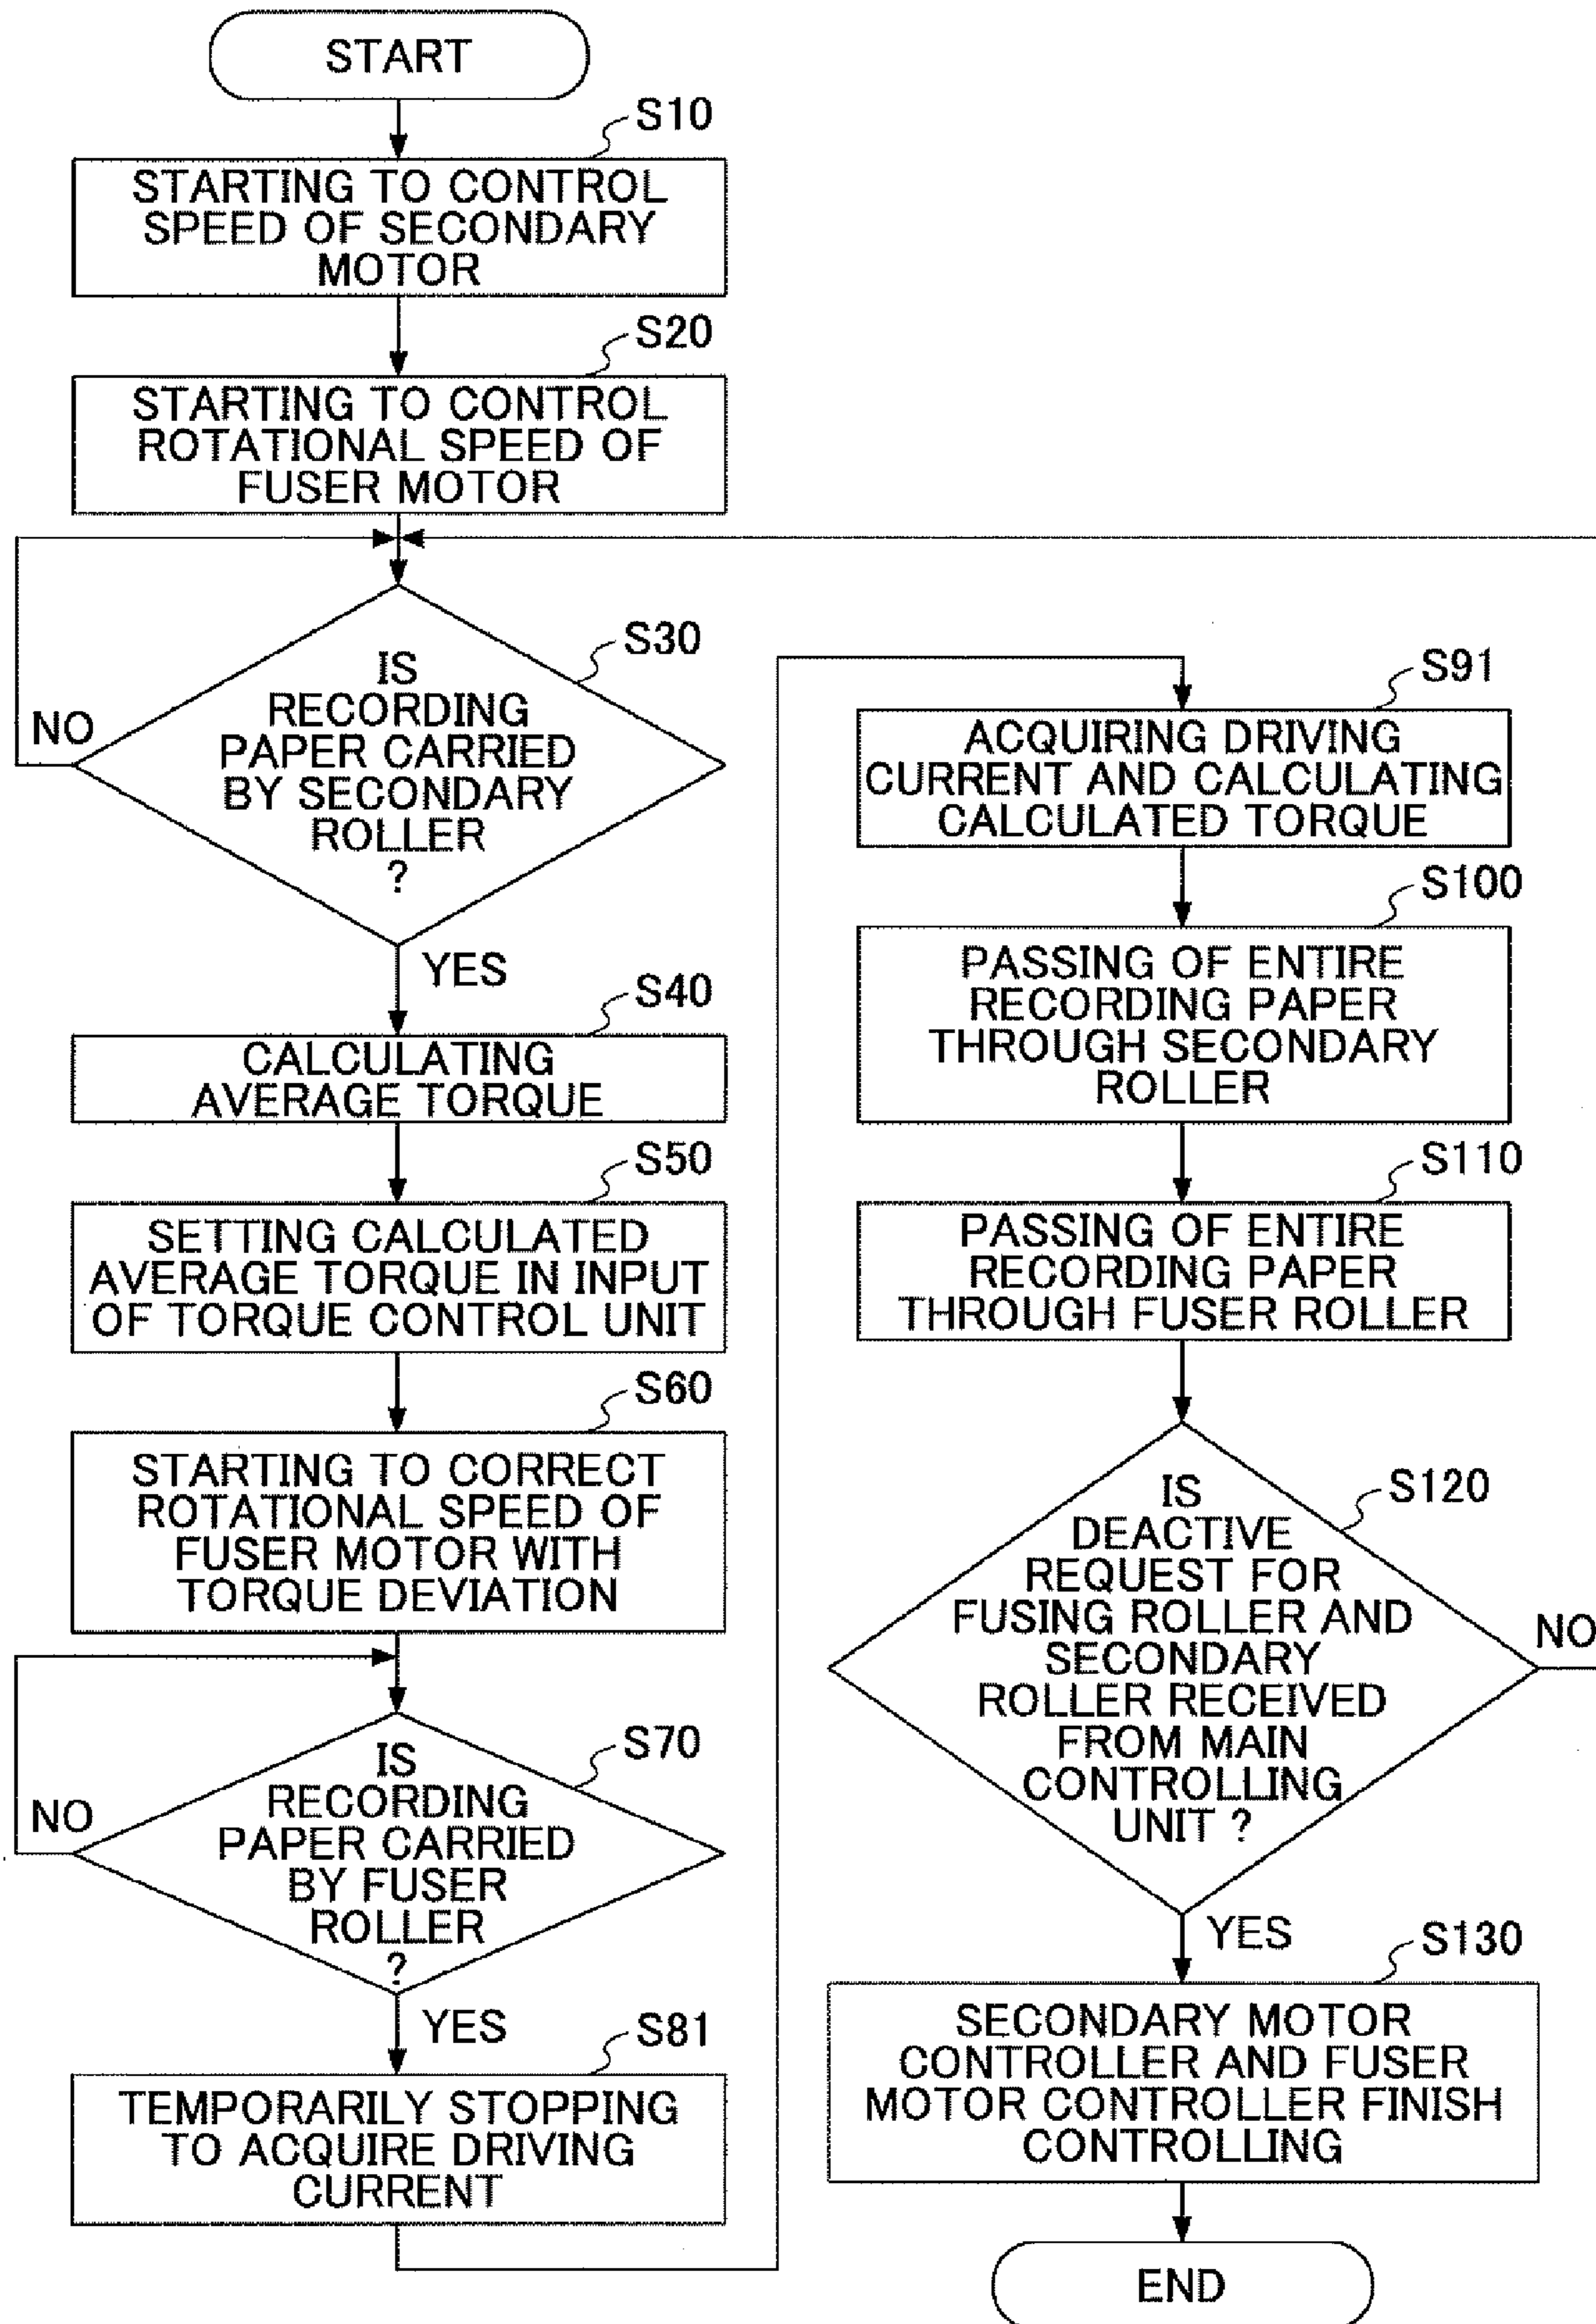 START
S10
STARTING TO CONTROL
SPEED OF SECONDARY
MOTOR
S20
STARTING TO CONTROL
ROTATIONAL SPEED OF
FUSER MOTOR
S30
IS
RECORDING
PAPER CARRIED
BY SECONDARY
ROLLER
?
NO
YES
S40
CALCULATING
AVERAGE TORQUE
S50
SETTING CALCULATED
AVERAGE TORQUE IN INPUT
OF TORQUE CONTROL UNIT
S60
STARTING TO CORRECT
ROTATIONAL SPEED OF
FUSER MOTOR WITH
TORQUE DEVIATION
S70
IS
RECORDING
PAPER CARRIED
BY FUSER
ROLLER
?
NO
YES
S81
TEMPORARILY STOPPING
TO ACQUIRE DRIVING
CURRENT
S91
ACQUIRING DRIVING
CURRENT AND CALCULATING
CALCULATED TORQUE
S100
PASSING OF ENTIRE
RECORDING PAPER
THROUGH SECONDARY
ROLLER
S110
PASSING OF ENTIRE
RECORDING PAPER
THROUGH FUSER ROLLER
S120
IS
DEACTIVE
REQUEST FOR
FUSING ROLLER AND
SECONDARY
ROLLER RECEIVED
FROM MAIN
CONTROLLING
UNIT ?
NO
YES
S130
SECONDARY MOTOR
CONTROLLER AND FUSER
MOTOR CONTROLLER FINISH
CONTROLLING
END